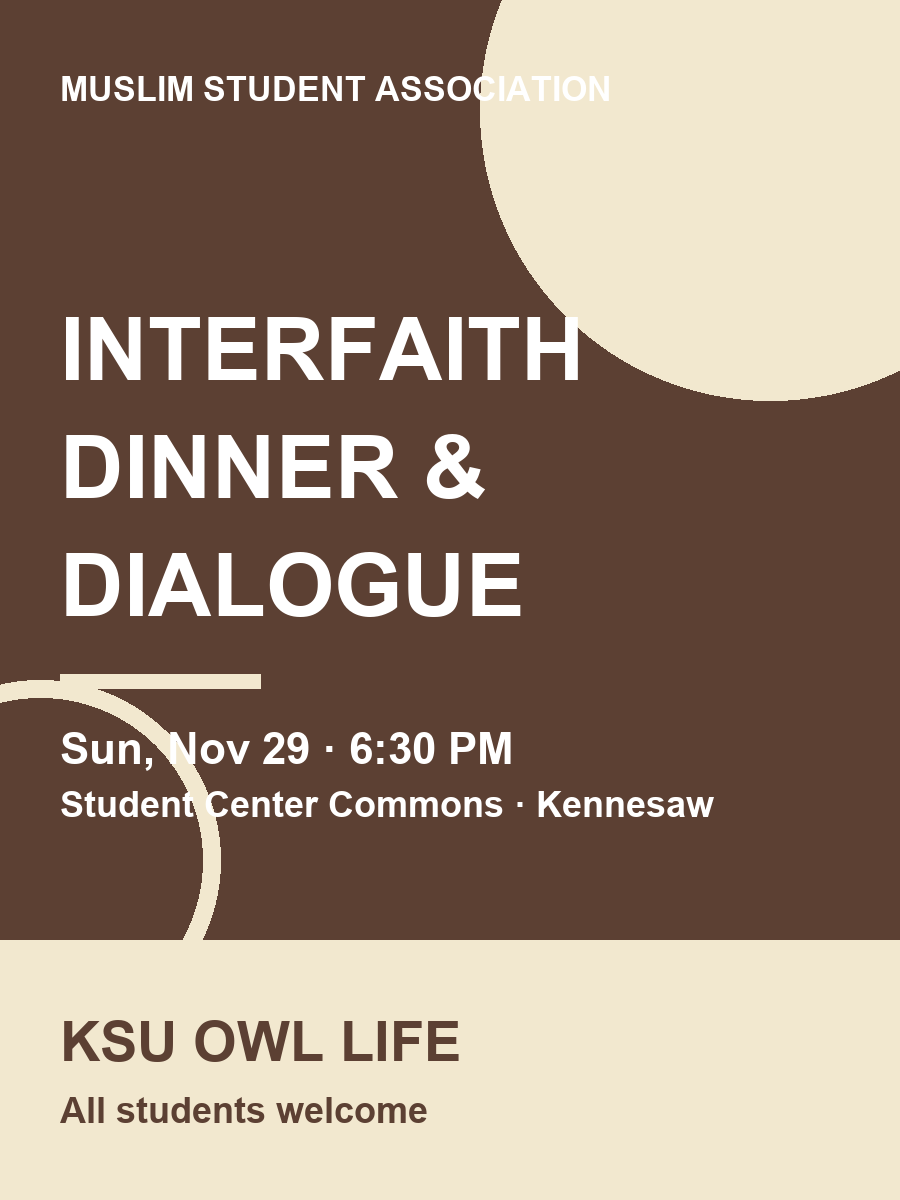 MUSLIM STUDENT ASSOCIATION
INTERFAITH
DINNER &
DIALOGUE
Sun, Nov 29 · 6:30 PM
Student Center Commons · Kennesaw
KSU OWL LIFE
All students welcome